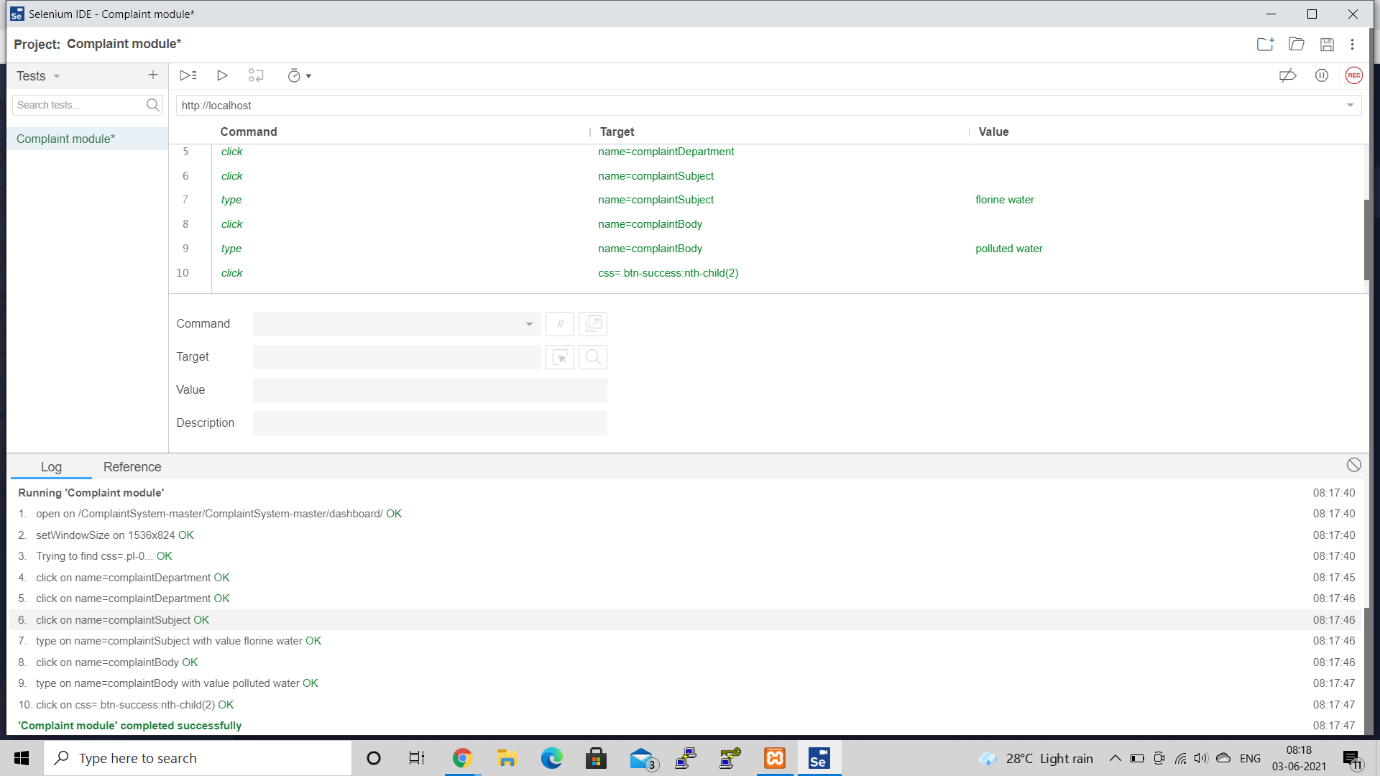 Se Selenium IDE - Complaint module*
Project: Complaint module*
Tests
Search tests...
Complaint module*
REC
http://localhost
Command Target Value
5 click name=complaintDepartment
6 click name=complaintSubject
7 type name=complaintSubject florine water
8 click name=complaintBody
9 type name=complaintBody polluted water
10 click css=.btn-success:nth-child(2)
Command //
Target
Value
Description
Log Reference
Running 'Complaint module' 08:17:40
1. open on /ComplaintSystem-master/ComplaintSystem-master/dashboard/ OK 08:17:40
2. setWindowSize on 1536x824 OK 08:17:40
3. Trying to find css=.pl-0... OK 08:17:40
4. click on name=complaintDepartment OK 08:17:45
5. click on name=complaintDepartment OK 08:17:46
6. click on name=complaintSubject OK 08:17:46
7. type on name=complaintSubject with value florine water OK 08:17:46
8. click on name=complaintBody OK 08:17:46
9. type on name=complaintBody with value polluted water OK 08:17:47
10. click on css=.btn-success:nth-child(2) OK 08:17:47
'Complaint module' completed successfully 08:17:47
Type here to search 3 Se 28°C Light rain ENG 08:18
03-06-2021 11